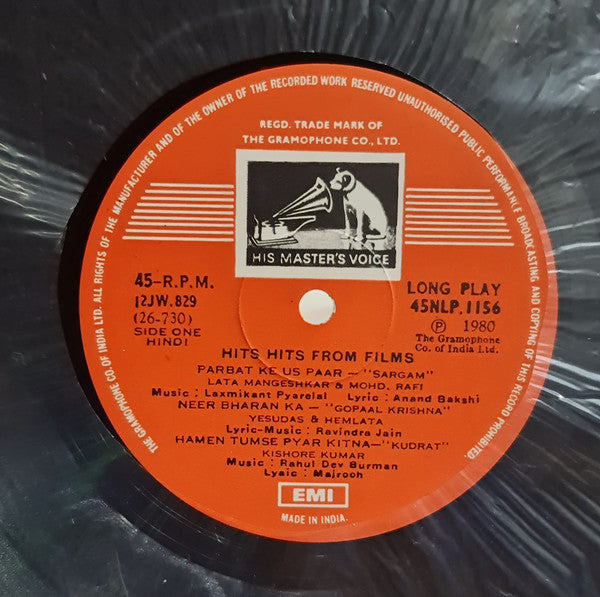 THE GRAMOPHONE CO. OF INDIA LTD. ALL RIGHTS OF THE MANUFACTURER AND OF THE OWNER OF THE RECORDED WORK RESERVED UNAUTHORISED PUBLIC PERFORMANCE BROADCASTING AND COPYING OF THIS RECORD PROHIBITED
REGD. TRADE MARK OF
THE GRAMOPHONE CO., LTD.
HIS MASTER'S VOICE
45-R.P.M.
12JW.829
(26-730)
SIDE ONE
HINDI
LONG PLAY
45NLP.1156
Ⓟ 1980
The Gramophone
Co. of India Ltd.
HITS HITS FROM FILMS
PARBAT KE US PAAR - "SARGAM"
LATA MANGESHKAR & MOHD. RAFI
Music : Laxmikant Pyarelal Lyric : Anand Bakshi
NEER BHARAN KA - "GOPAAL KRISHNA"
YESUDAS & HEMLATA
Lyric-Music : Ravindra Jain
HAMEN TUMSE PYAR KITNA-"KUDRAT"
KISHORE KUMAR
Music : Rahul Dev Burman
Lyaic : Majrooh
EMI
MADE IN INDIA.